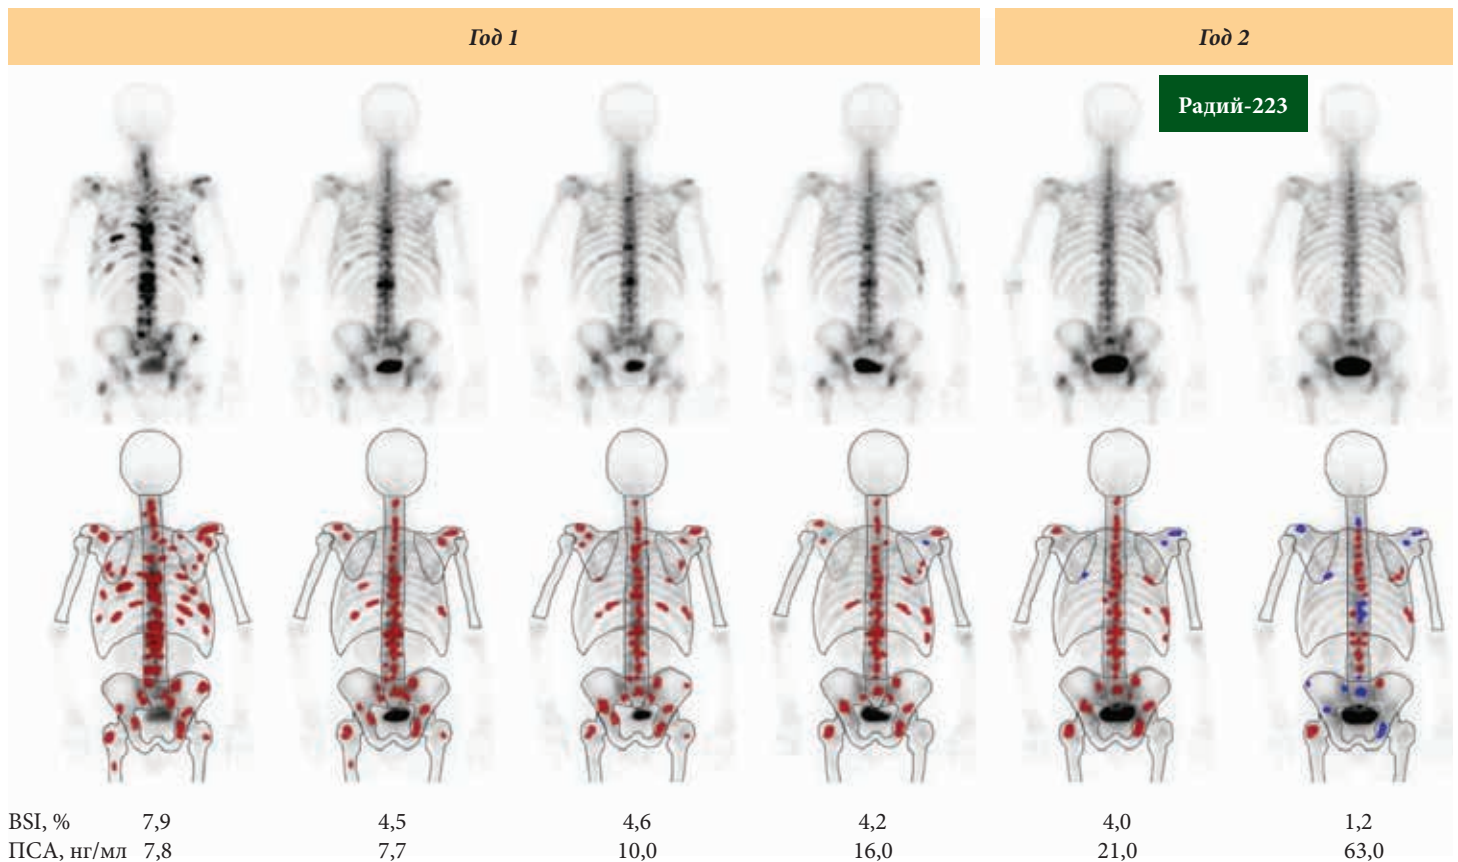 Год 1
Год 2
Радий-223
BSI, % 7,9 4,5 4,6 4,2 4,0 1,2
ПСА, нг/мл 7,8 7,7 10,0 16,0 21,0 63,0